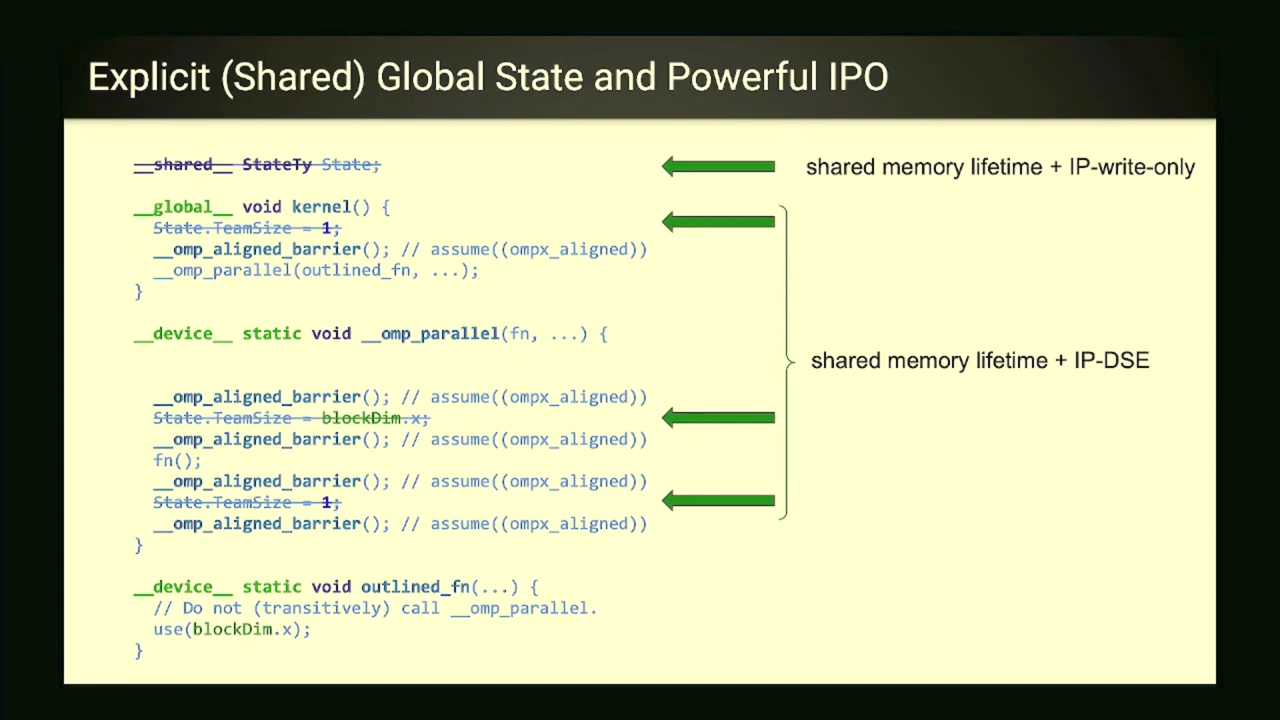 Explicit (Shared) Global State and Powerful IPO
__shared__ StateTy State;
shared memory lifetime + IP-write-only
__global__ void kernel() {
State.TeamSize = 1;
__omp_aligned_barrier(); // assume((ompx_aligned))
__omp_parallel(outlined_fn, ...);
}
__device__ static void __omp_parallel(fn, ...) {
shared memory lifetime + IP-DSE
__omp_aligned_barrier(); // assume((ompx_aligned))
State.TeamSize = blockDim.x;
__omp_aligned_barrier(); // assume((ompx_aligned))
fn();
__omp_aligned_barrier(); // assume((ompx_aligned))
State.TeamSize = 1;
__omp_aligned_barrier(); // assume((ompx_aligned))
}
__device__ static void outlined_fn(...) {
// Do not (transitively) call __omp_parallel.
use(blockDim.x);
}